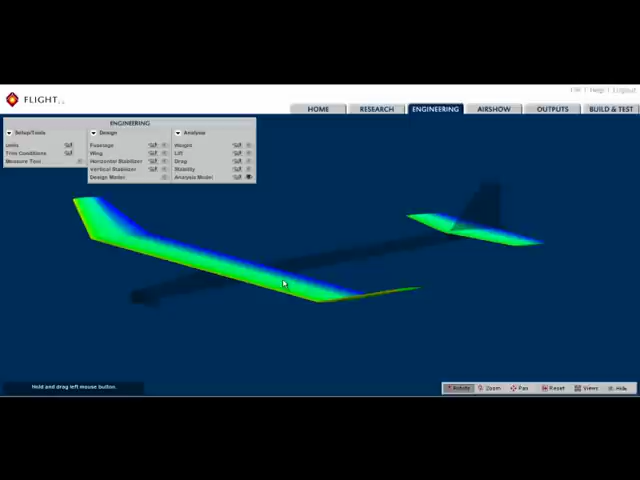 Help | Logout
FLIGHT
HOME RESEARCH ENGINEERING AIRSHOW OUTPUTS BUILD & TEST
ENGINEERING
Setup/Tools Design Analysis
Units Fuselage Weight
Trim Conditions Wing Lift
Measure Tool Horizontal Stabilizer Drag
Vertical Stabilizer Stability
Design Model Analysis Model
Hold and drag left mouse button.
Rotate Zoom Pan Reset Views Hide